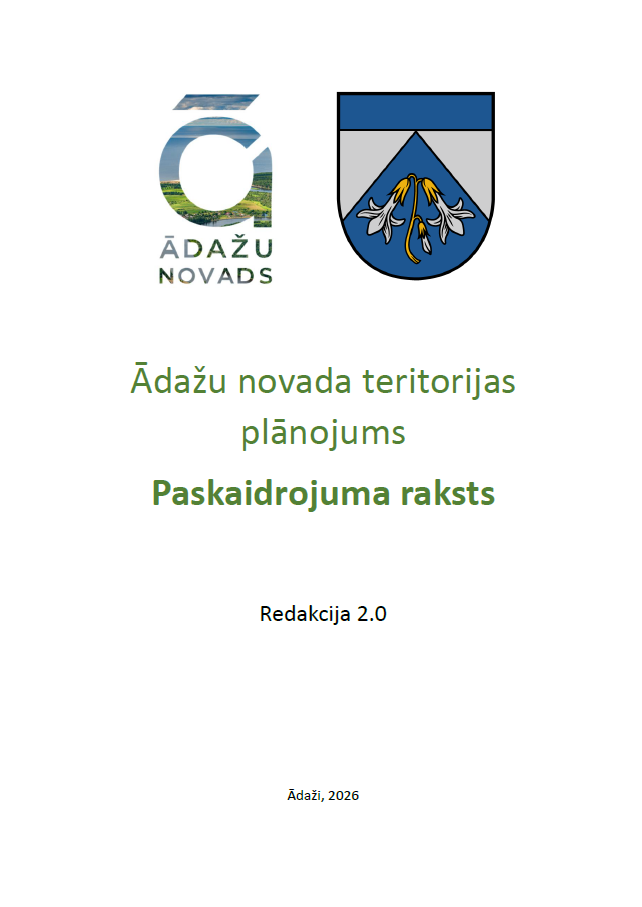 ĀDAŽU
NOVADS
Ādažu novada teritorijas
plānojums
Paskaidrojuma raksts
Redakcija 2.0
Ādaži, 2026